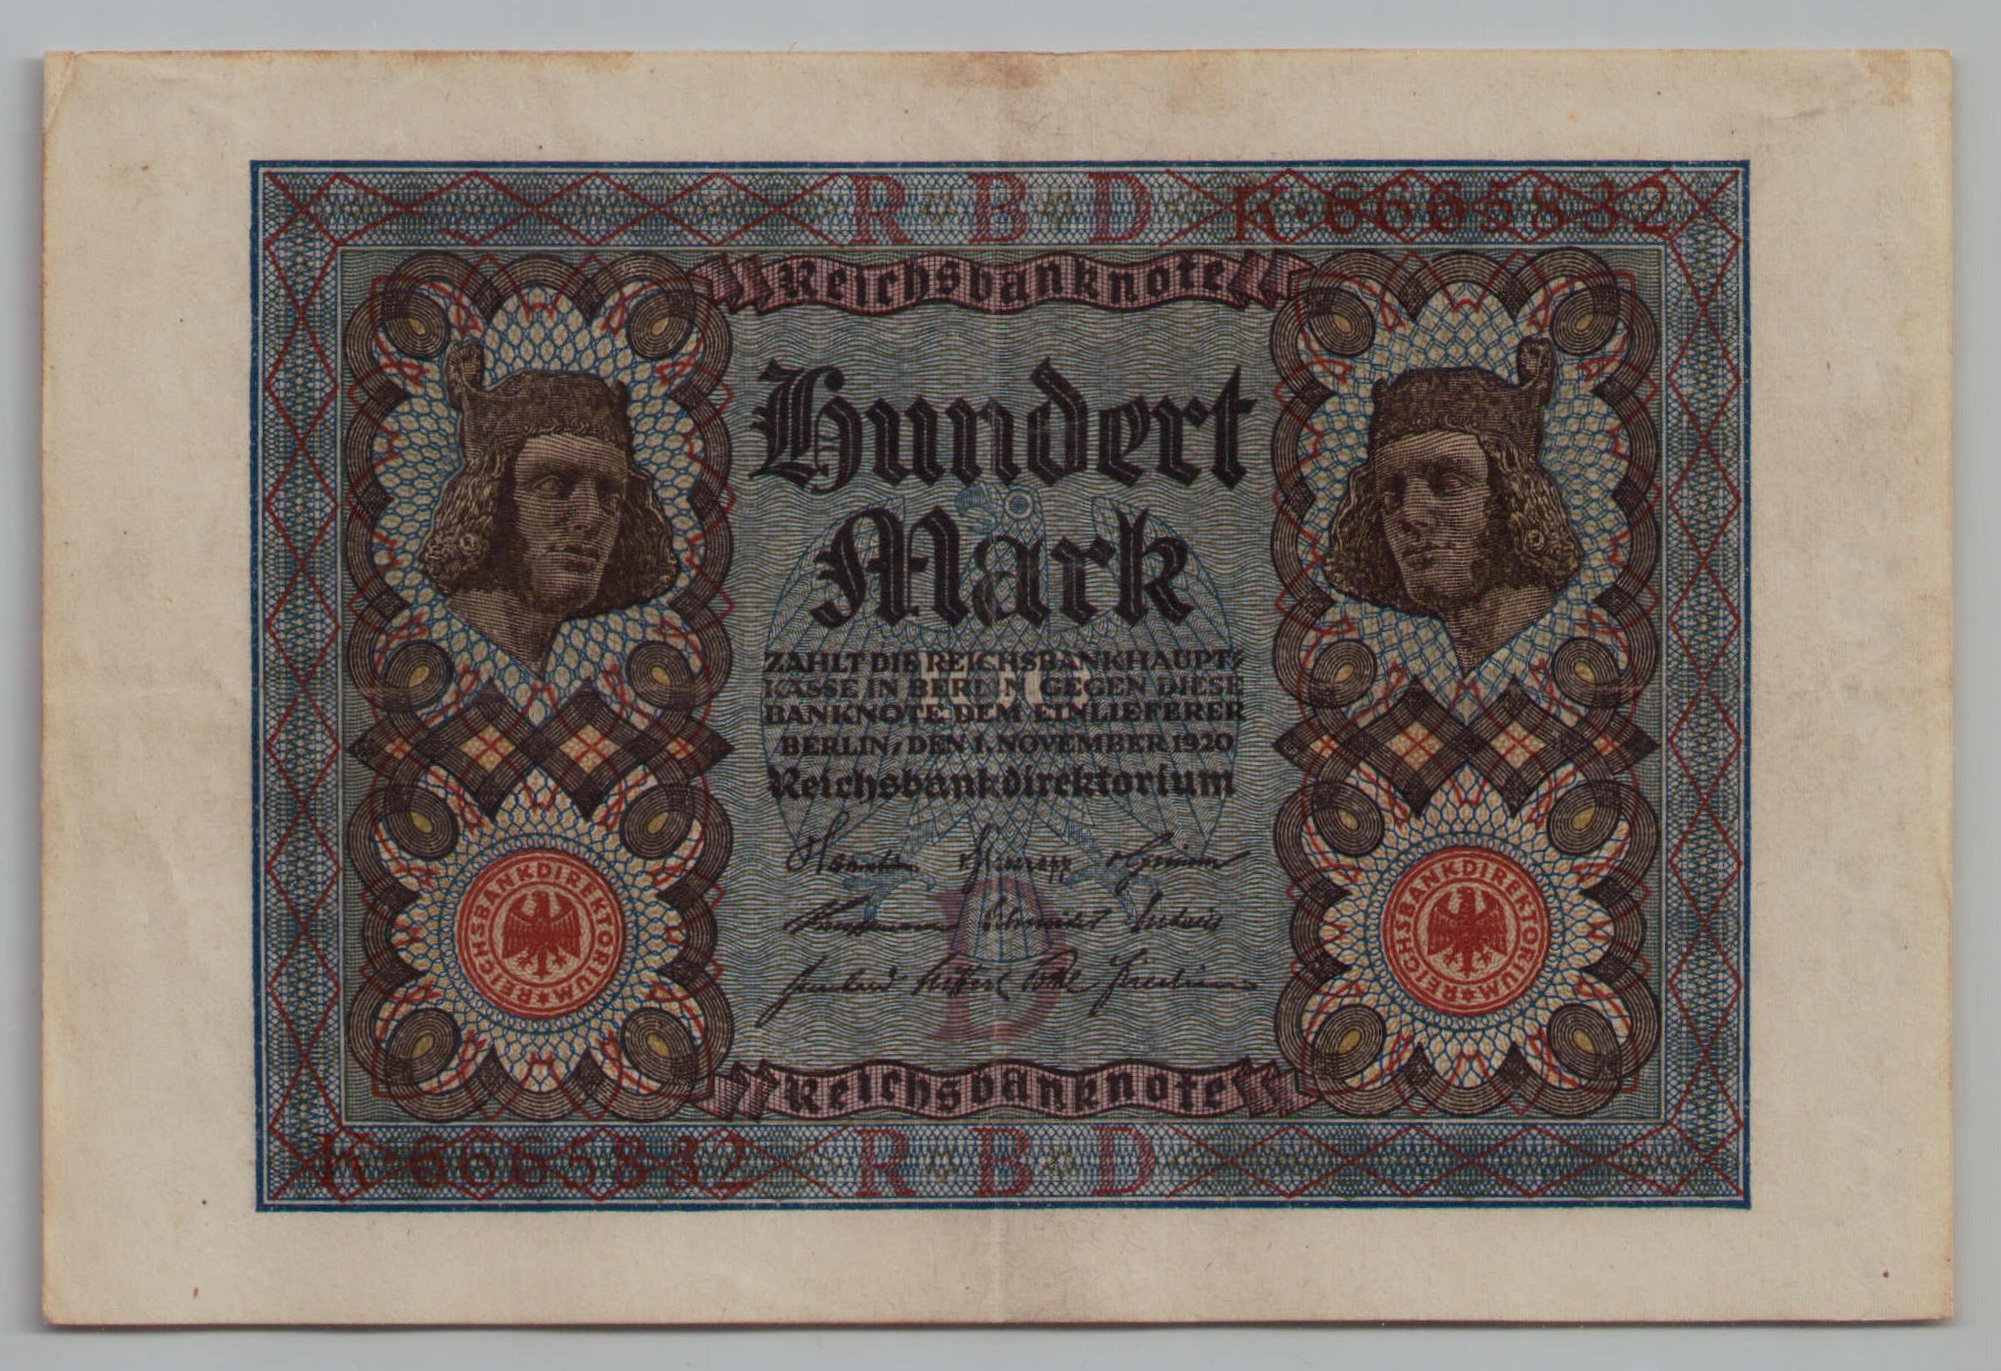 R·B·D K·6665832
Reichsbanknote
Hundert
Mark
ZAHLT DIE REICHSBANKHAUPT-
KASSE IN BERLIN GEGEN DIESE
BANKNOTE DEM EINLIEFERER
BERLIN, DEN 1. NOVEMBER 1920
Reichsbankdirektorium
REICHSBANKDIREKTORIUM
REICHSBANKDIREKTORIUM
Schmidt
Reichsbanknote
K·6665832 R·B·D